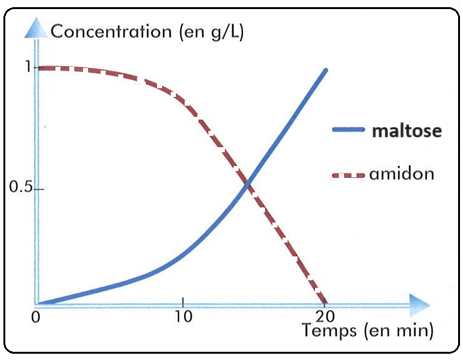 Concentration (en g/L)
1
maltose
amidon
0.5
0
10
20
Temps (en min)